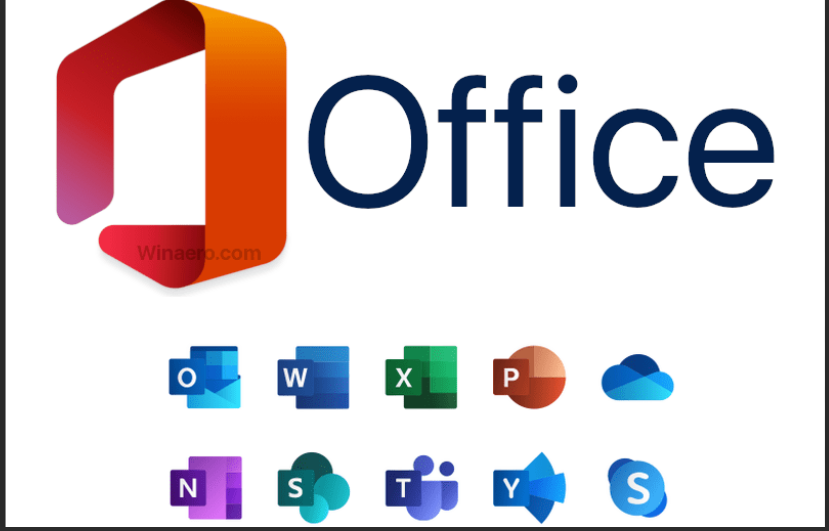 Office
Winaero.com
O W X P
N S T Y S